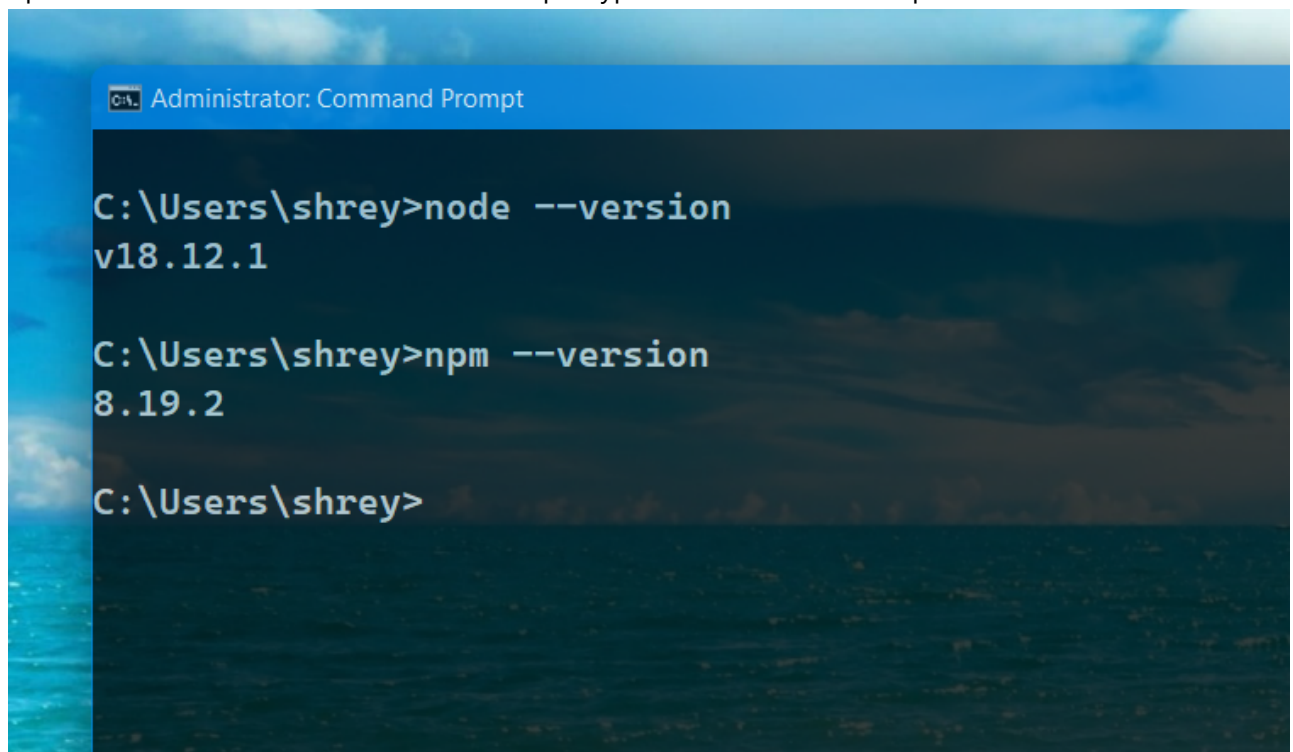 Administrator: Command Prompt
C:\Users\shrey>node --version
v18.12.1
C:\Users\shrey>npm --version
8.19.2
C:\Users\shrey>